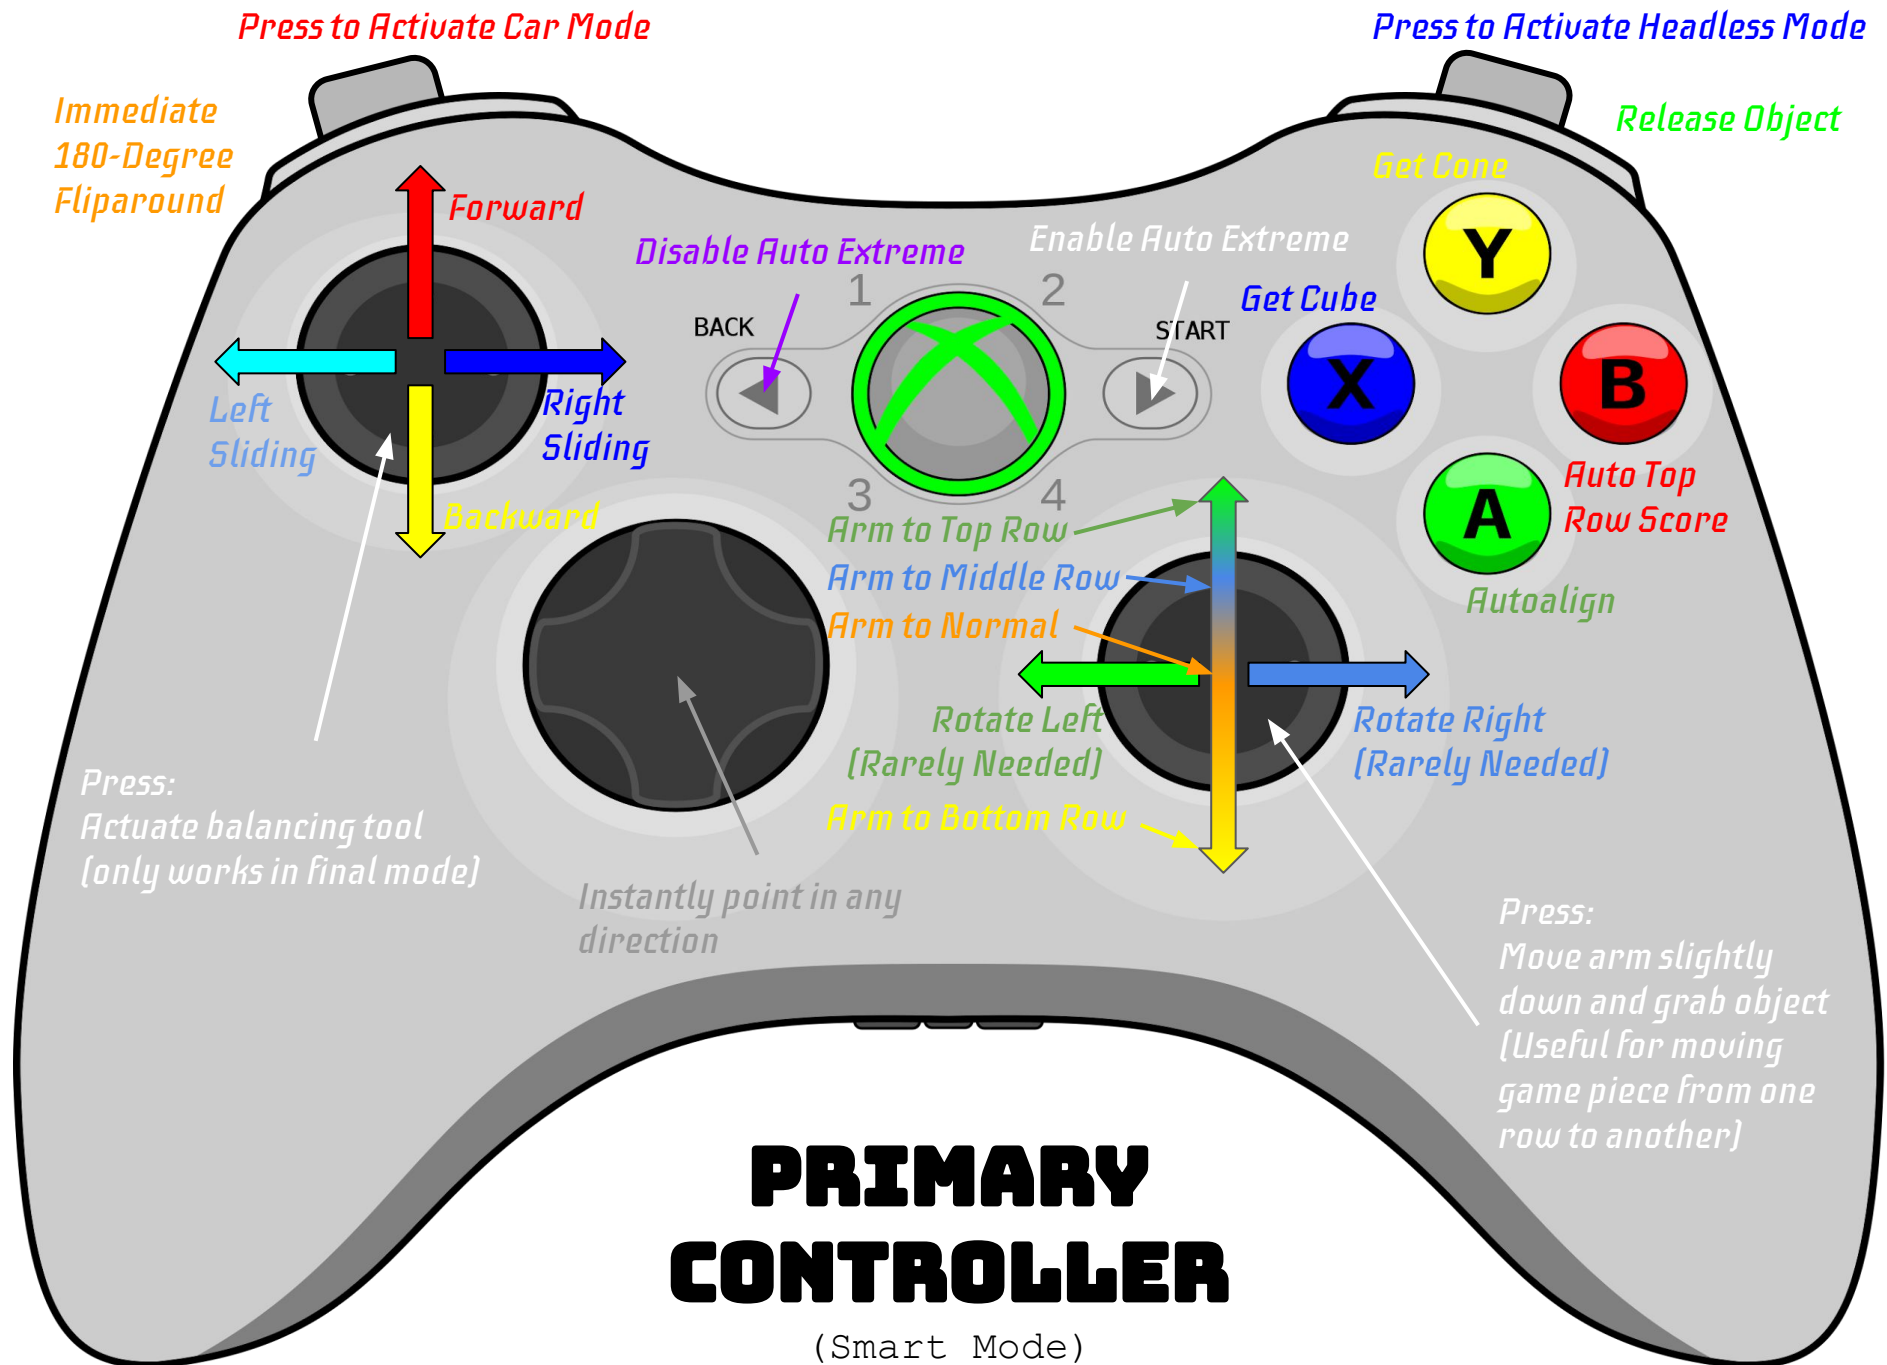 Press to Activate Car Mode
Press to Activate Headless Mode
Immediate
180-Degree
Fliparound
Release Object
Get Cone
Forward
Disable Auto Extreme
Enable Auto Extreme
Y
1
2
Get Cube
BACK
START
X
B
Left
Sliding
Right
Sliding
3
4
Backward
Auto Top
Row Score
A
Arm to Top Row
Arm to Middle Row
Arm to Normal
Autoalign
Rotate Left
(Rarely Needed)
Rotate Right
(Rarely Needed)
Arm to Bottom Row
Press:
Actuate balancing tool
(only works in final mode)
Instantly point in any
direction
Press:
Move arm slightly
down and grab object
(Useful for moving
game piece from one
row to another)
PRIMARY
CONTROLLER
(Smart Mode)